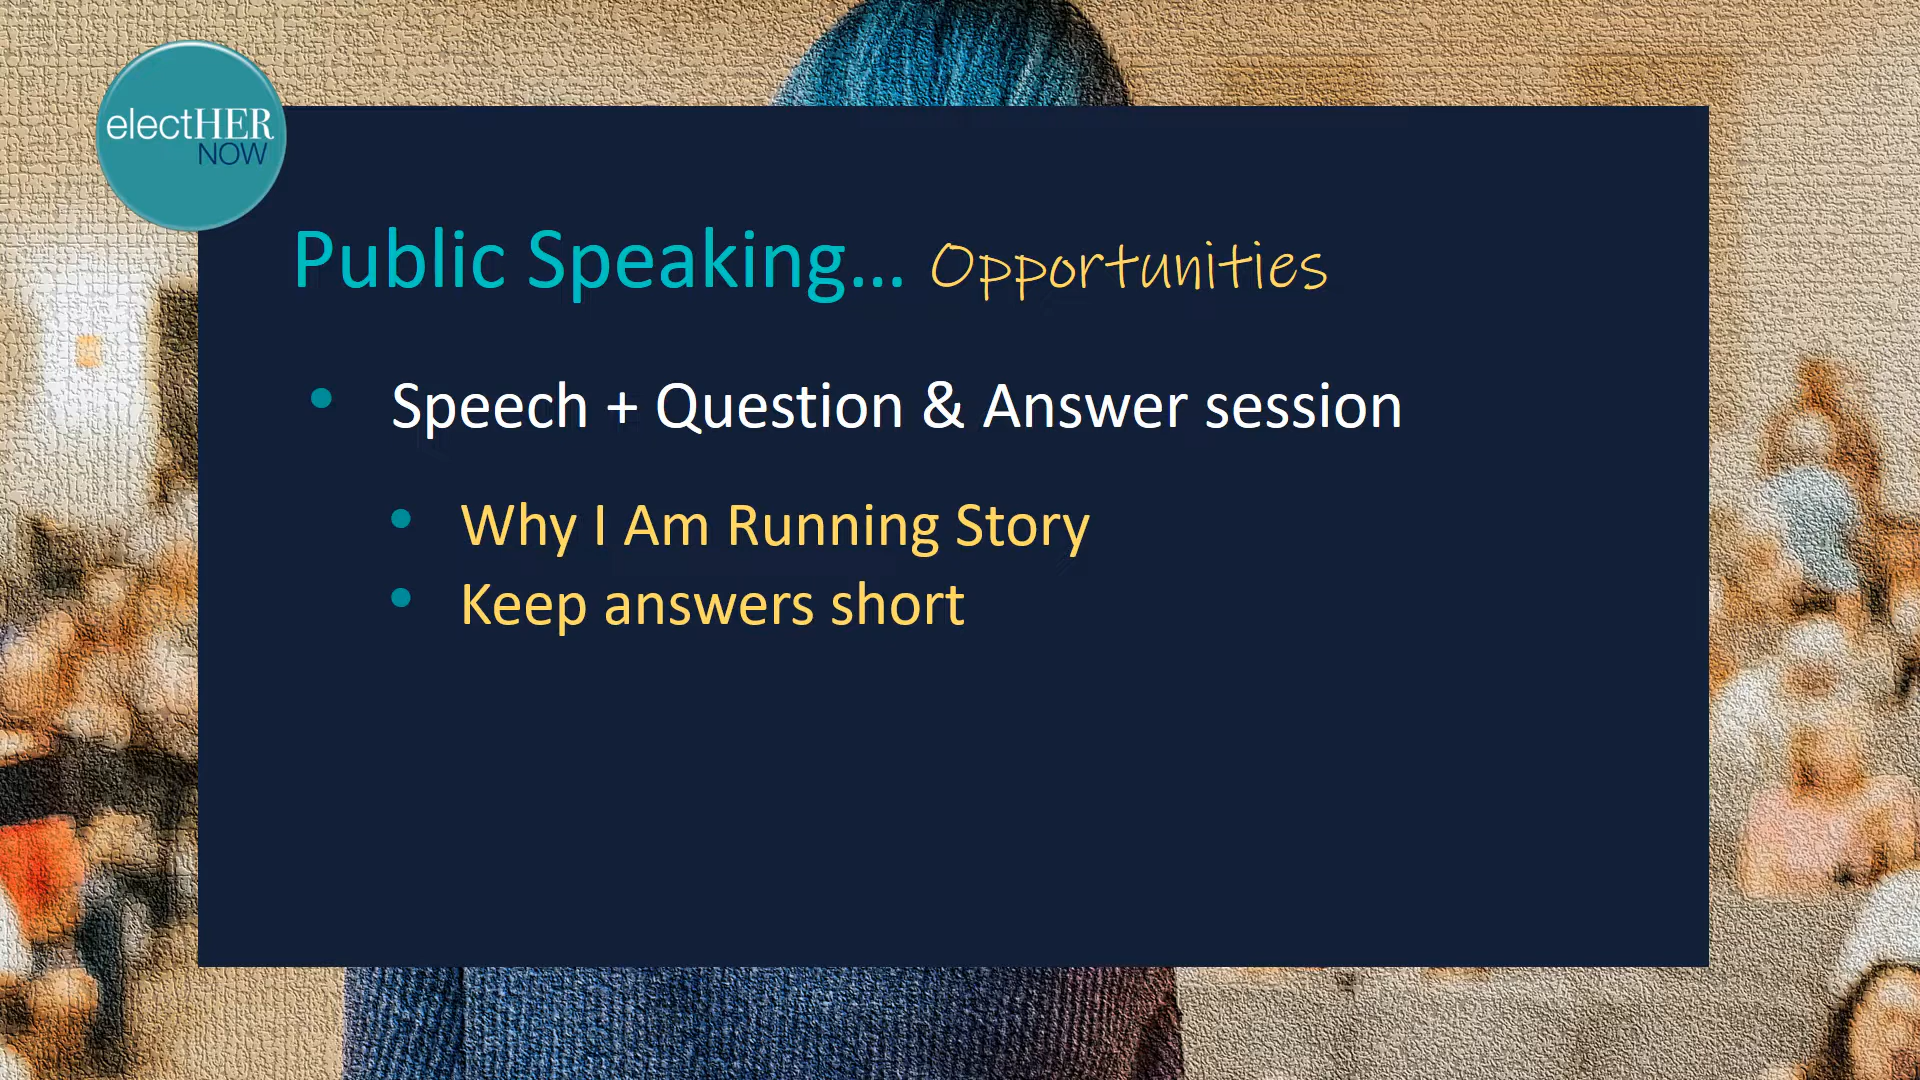 electHER
NOW
Public Speaking... Opportunities
Speech + Question & Answer session
Why I Am Running Story
Keep answers short